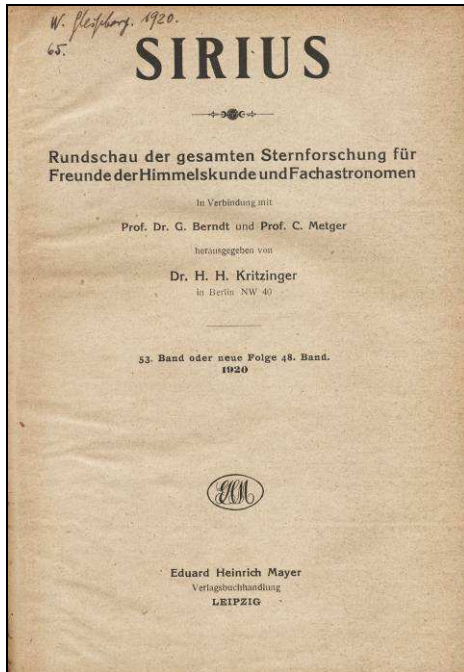 W. Gleißberg. 1920.
65.
SIRIUS
Rundschau der gesamten Sternforschung für
Freunde der Himmelskunde und Fachastronomen
In Verbindung mit
Prof. Dr. G. Berndt und Prof. C. Metger
herausgegeben von
Dr. H. H. Kritzinger
in Berlin NW 40
53. Band oder neue Folge 48. Band.
1920
EHM
Eduard Heinrich Mayer
Verlagsbuchhandlung
LEIPZIG